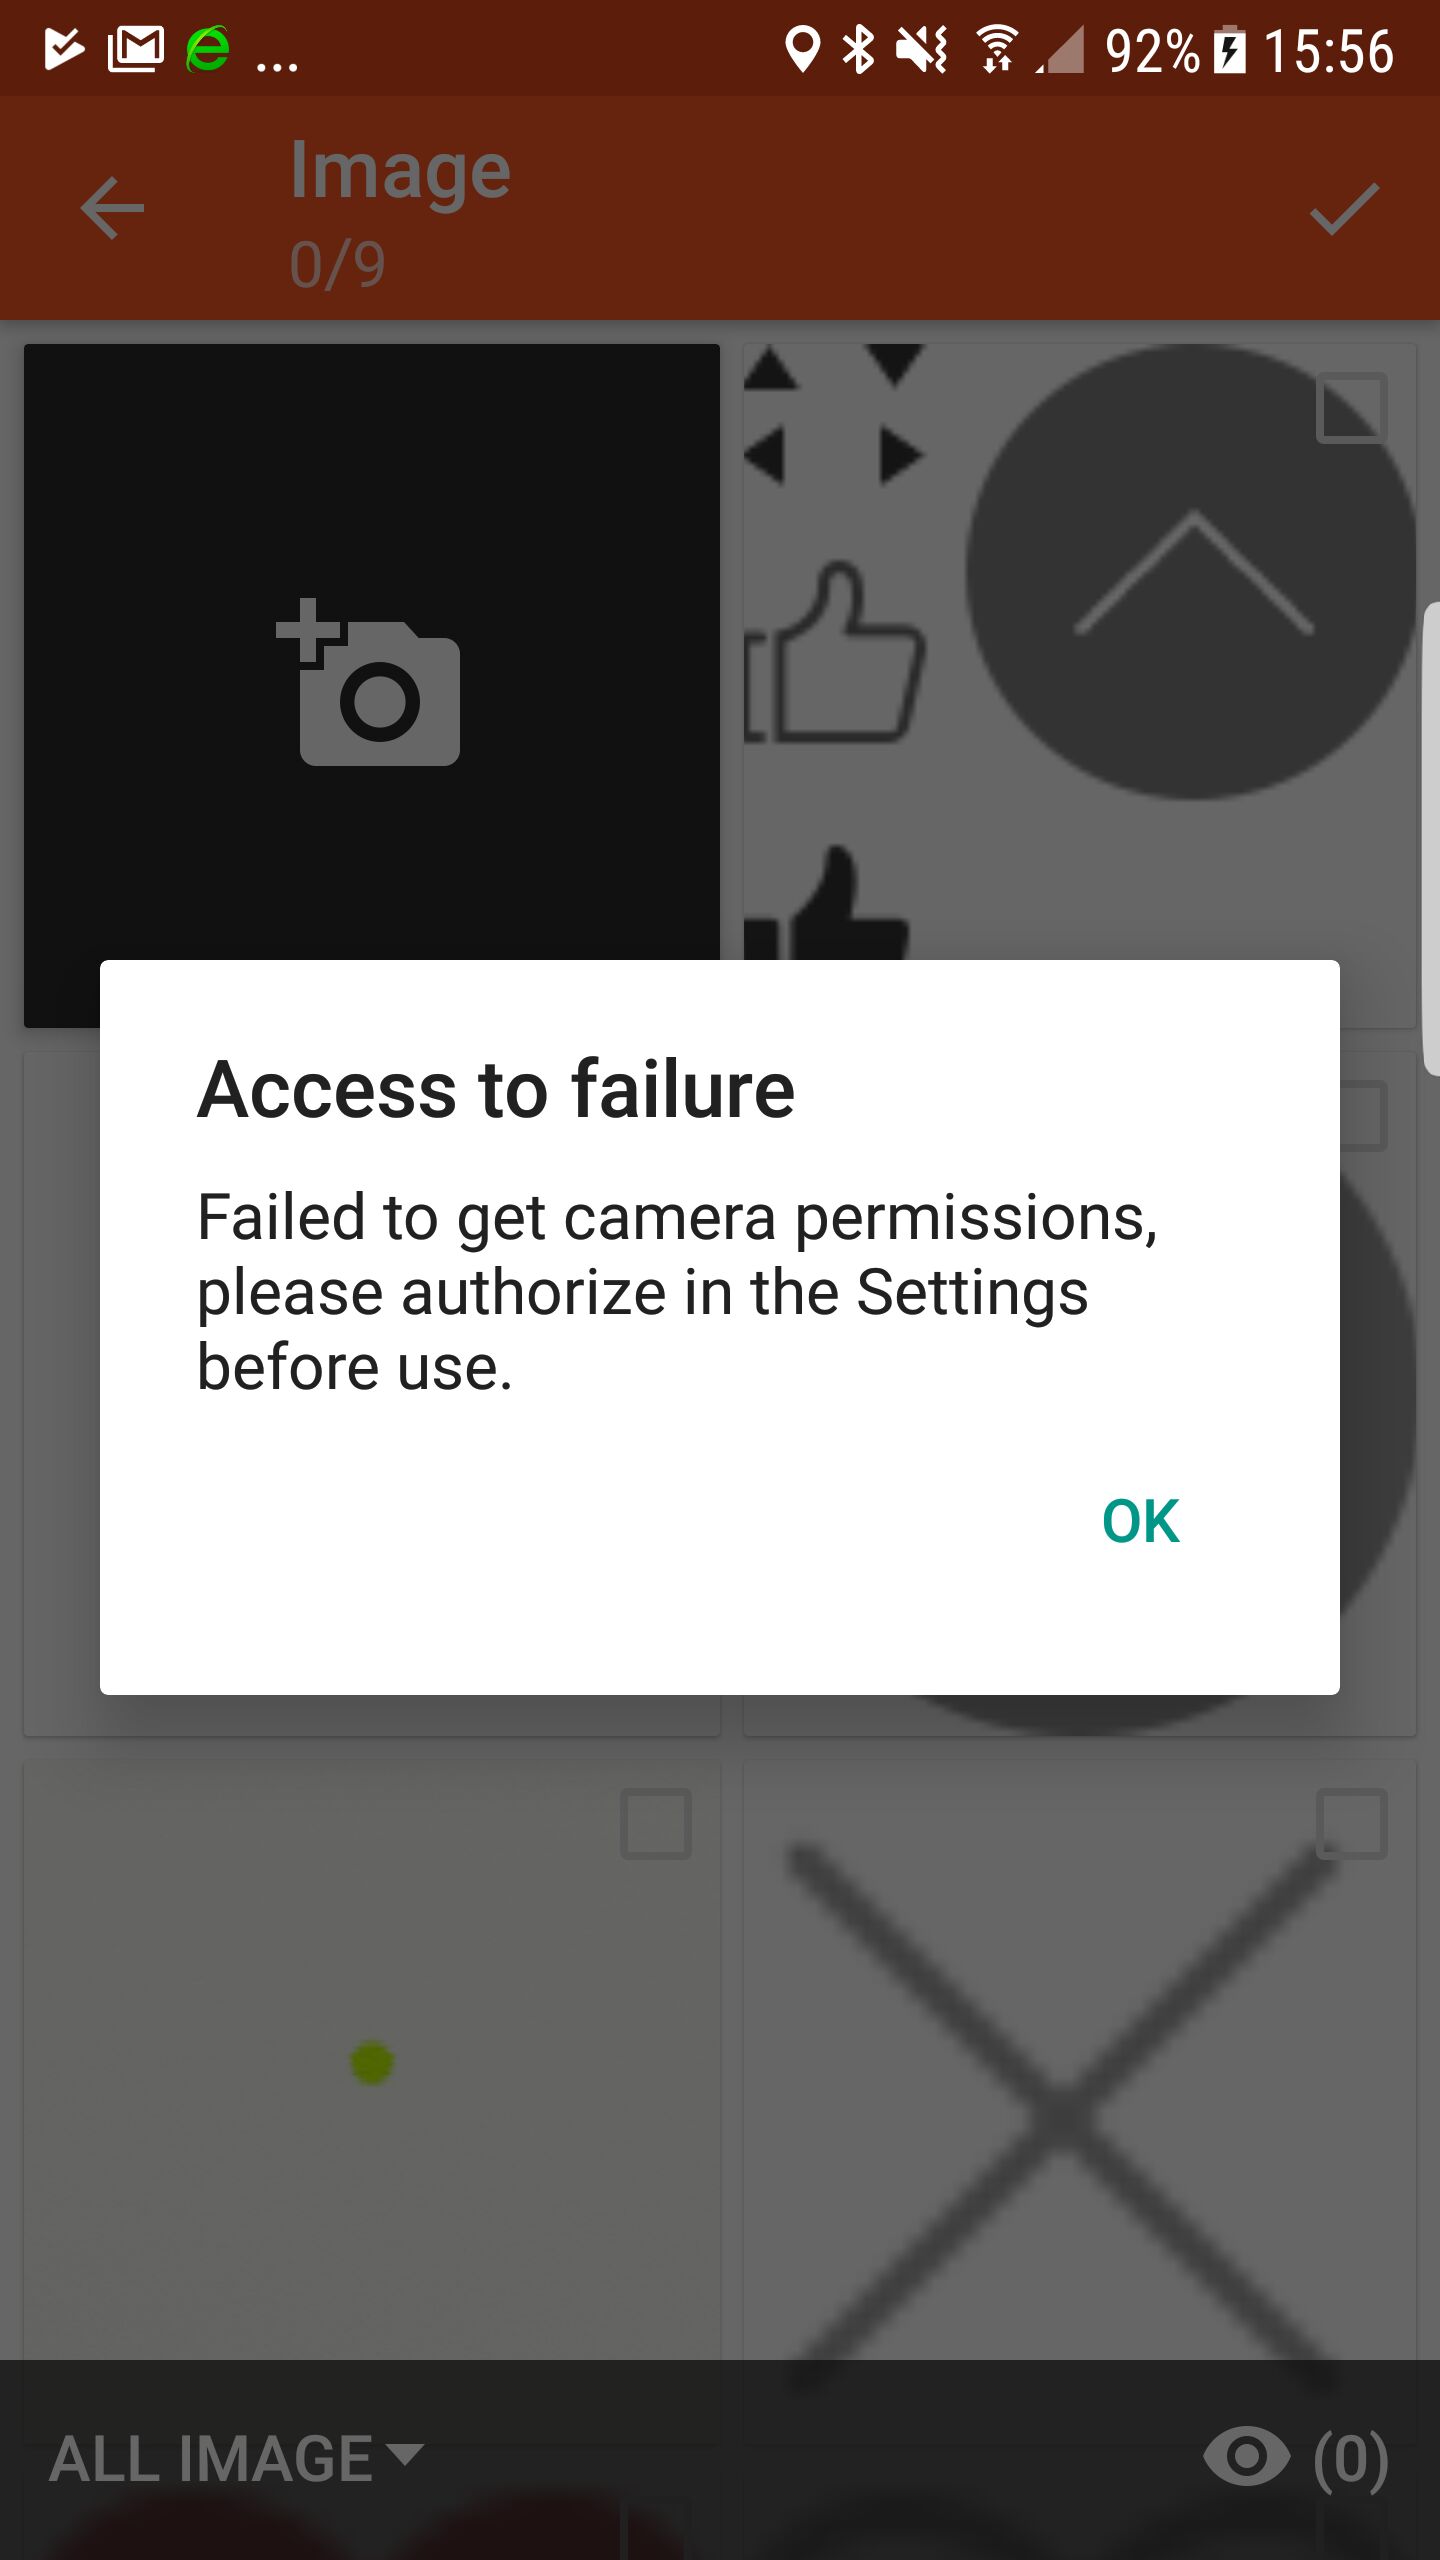 ... 92% 15:56
Image
0/9
Access to failure
Failed to get camera permissions,
please authorize in the Settings
before use.
OK
ALL IMAGE (0)